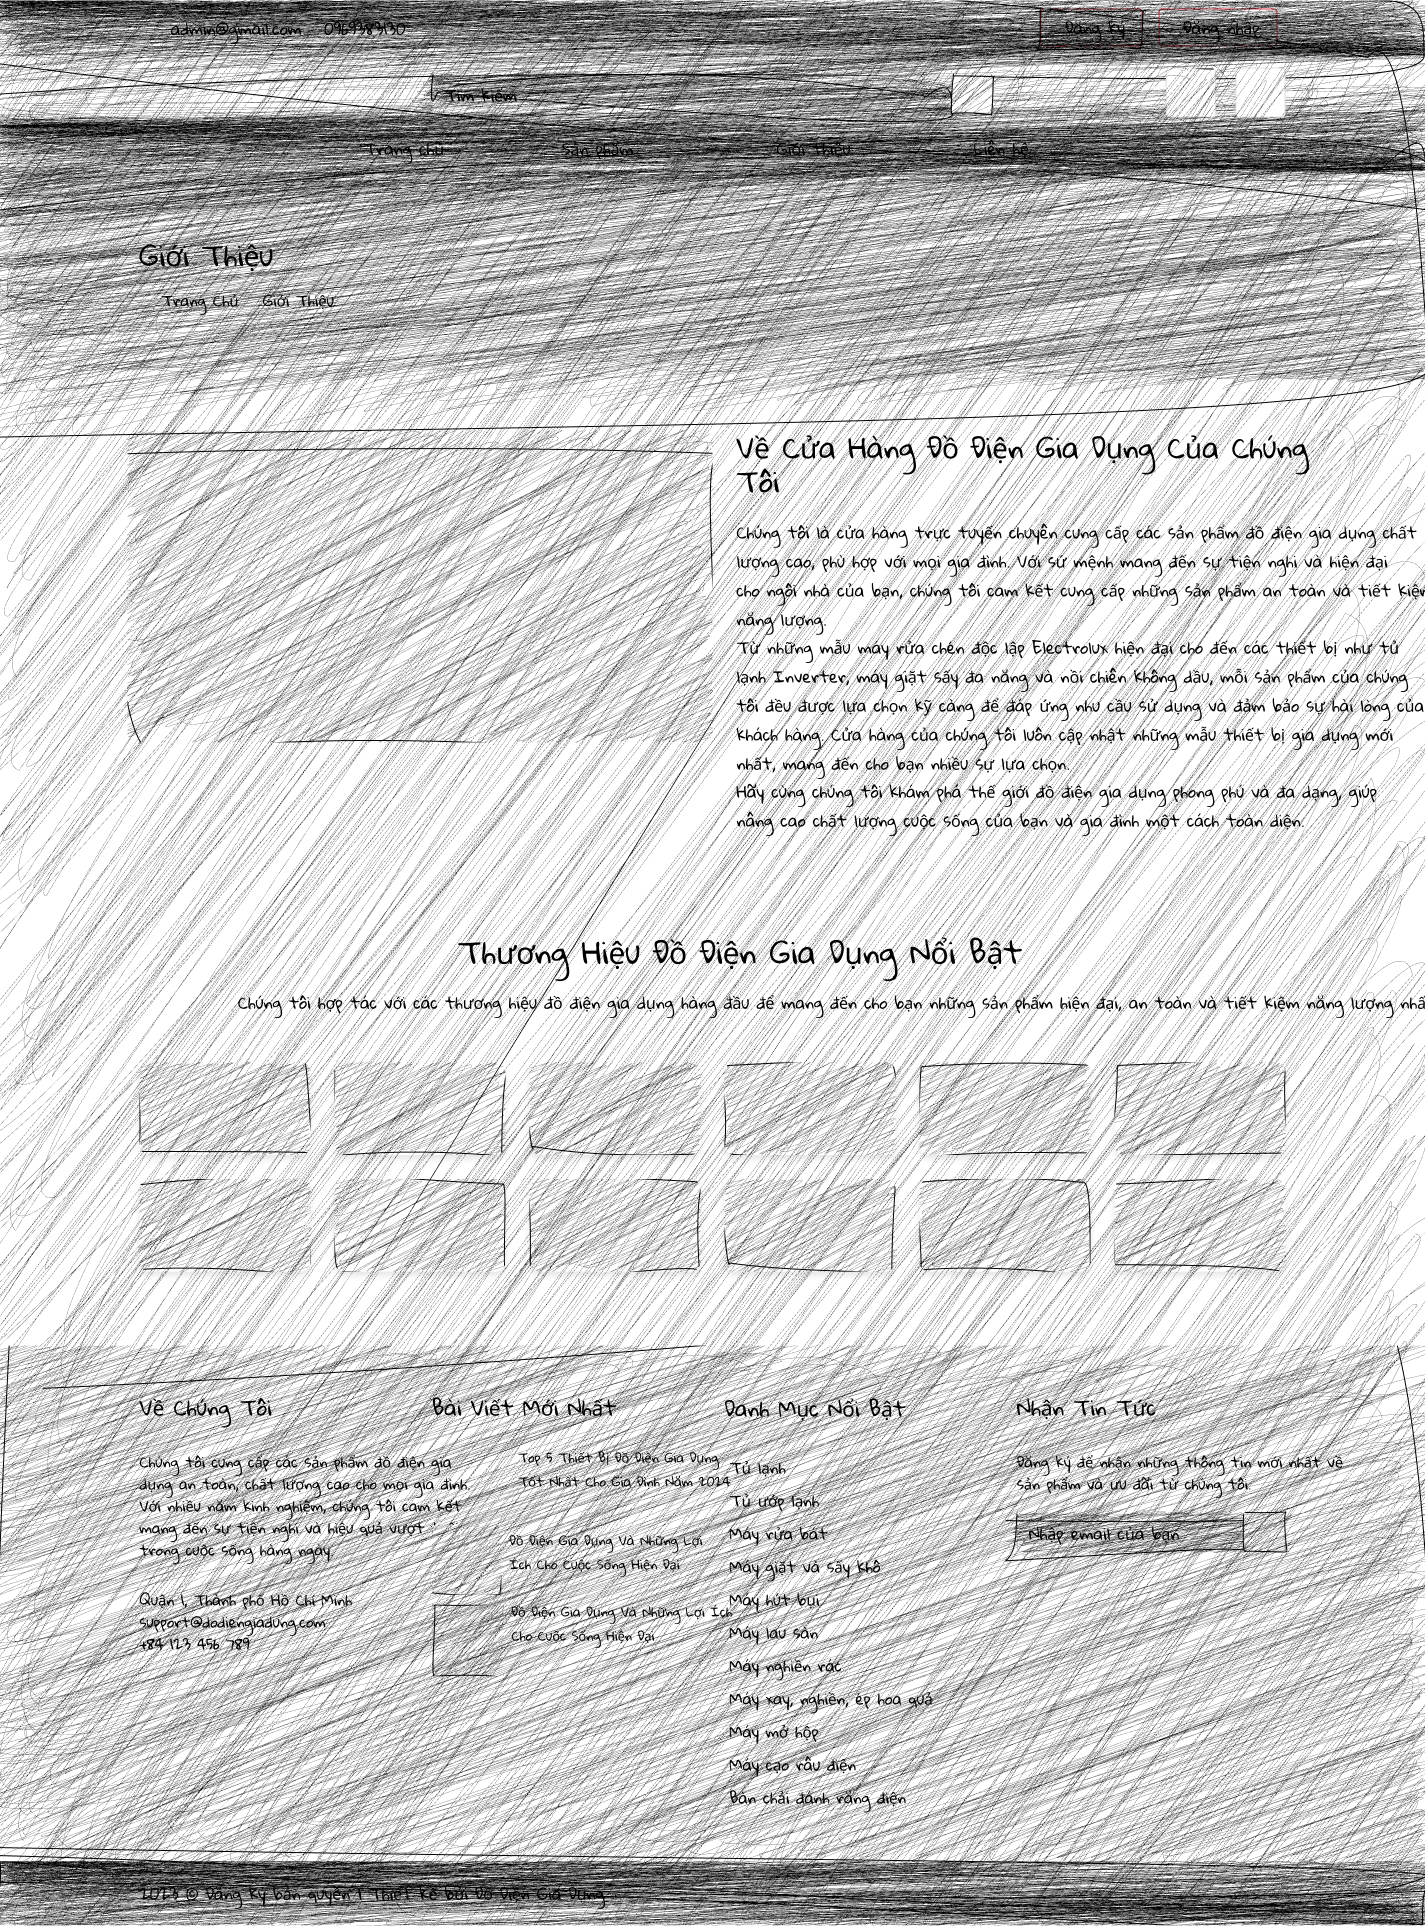 admin@gmail.com 0969383130 Đăng ký Đăng nhập
Tìm kiếm
Trang chủ Sản phẩm Giới thiệu Liên hệ
Giới Thiệu
Trang Chủ Giới Thiệu
Về Cửa Hàng Đồ Điện Gia Dụng Của Chúng
Tôi
Chúng tôi là cửa hàng trực tuyến chuyên cung cấp các sản phẩm đồ điện gia dụng chất
lượng cao, phù hợp với mọi gia đình. Với sứ mệnh mang đến sự tiện nghi và hiện đại
cho ngôi nhà của bạn, chúng tôi cam kết cung cấp những sản phẩm an toàn và tiết kiệm
năng lượng.
Từ những mẫu máy rửa chén độc lập Electrolux hiện đại cho đến các thiết bị như tủ
lạnh Inverter, máy giặt sấy đa năng và nồi chiên không dầu, mỗi sản phẩm của chúng
tôi đều được lựa chọn kỹ càng để đáp ứng nhu cầu sử dụng và đảm bảo sự hài lòng của
khách hàng. Cửa hàng của chúng tôi luôn cập nhật những mẫu thiết bị gia dụng mới
nhất, mang đến cho bạn nhiều sự lựa chọn.
Hãy cùng chúng tôi khám phá thế giới đồ điện gia dụng phong phú và đa dạng, giúp
nâng cao chất lượng cuộc sống của bạn và gia đình một cách toàn diện.
Thương Hiệu Đồ Điện Gia Dụng Nổi Bật
Chúng tôi hợp tác với các thương hiệu đồ điện gia dụng hàng đầu để mang đến cho bạn những sản phẩm hiện đại, an toàn và tiết kiệm năng lượng nhấ
Về Chúng Tôi
Chúng tôi cung cấp các sản phẩm đồ điện gia
dụng an toàn, chất lượng cao cho mọi gia đình.
Với nhiều năm kinh nghiệm, chúng tôi cam kết
mang đến sự tiện nghi và hiệu quả vượt
trong cuộc sống hàng ngày.
Quận 1, Thành phố Hồ Chí Minh
support@dodiengiadung.com
+84 123 456 789
Bài Viết Mới Nhất
Top 5 Thiết Bị Đồ Điện Gia Dụng
Tốt Nhất Cho Gia Đình Năm 2024
Đồ Điện Gia Dụng Và Những Lợi
Ích Cho Cuộc Sống Hiện Đại
Đồ Điện Gia Dụng Và Những Lợi Ích
Cho Cuộc Sống Hiện Đại
Danh Mục Nổi Bật
Tủ lạnh
Tủ ướp lạnh
Máy rửa bát
Máy giặt và sấy khô
Máy hút bụi
Máy lau sàn
Máy nghiền rác
Máy xay, nghiền, ép hoa quả
Máy mở hộp
Máy cạo râu điện
Bàn chải đánh răng điện
Nhận Tin Tức
Đăng ký để nhận những thông tin mới nhất về
sản phẩm và ưu đãi từ chúng tôi.
Nhập email của bạn
2023 © Đăng ký bản quyền | Thiết kế bởi Đồ Điện Gia Dụng